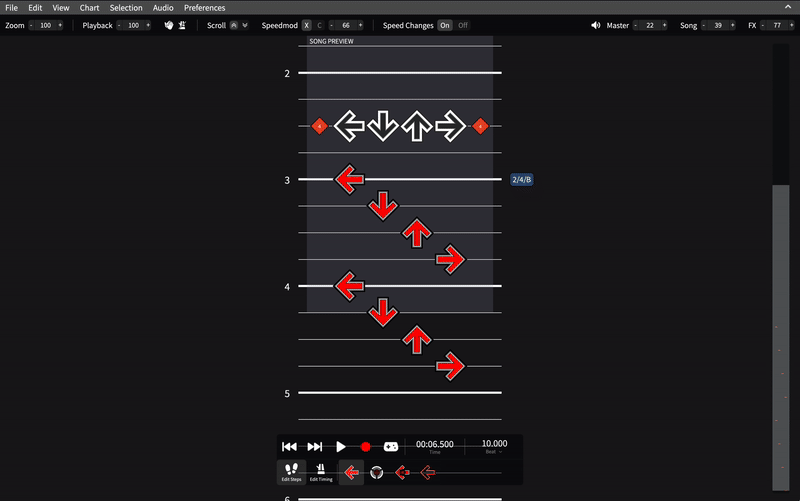 File Edit View Chart Selection Audio Preferences
Zoom - 100 + Playback - 100 + Scroll Speedmod X C - 66 + Speed Changes On Off Master - 22 + Song - 39 + FX - 77 +
SONG PREVIEW
2
4 4
3 2/4/B
4
5
00:06.500 10.000
Time Beat
Edit Steps Edit Timing
6